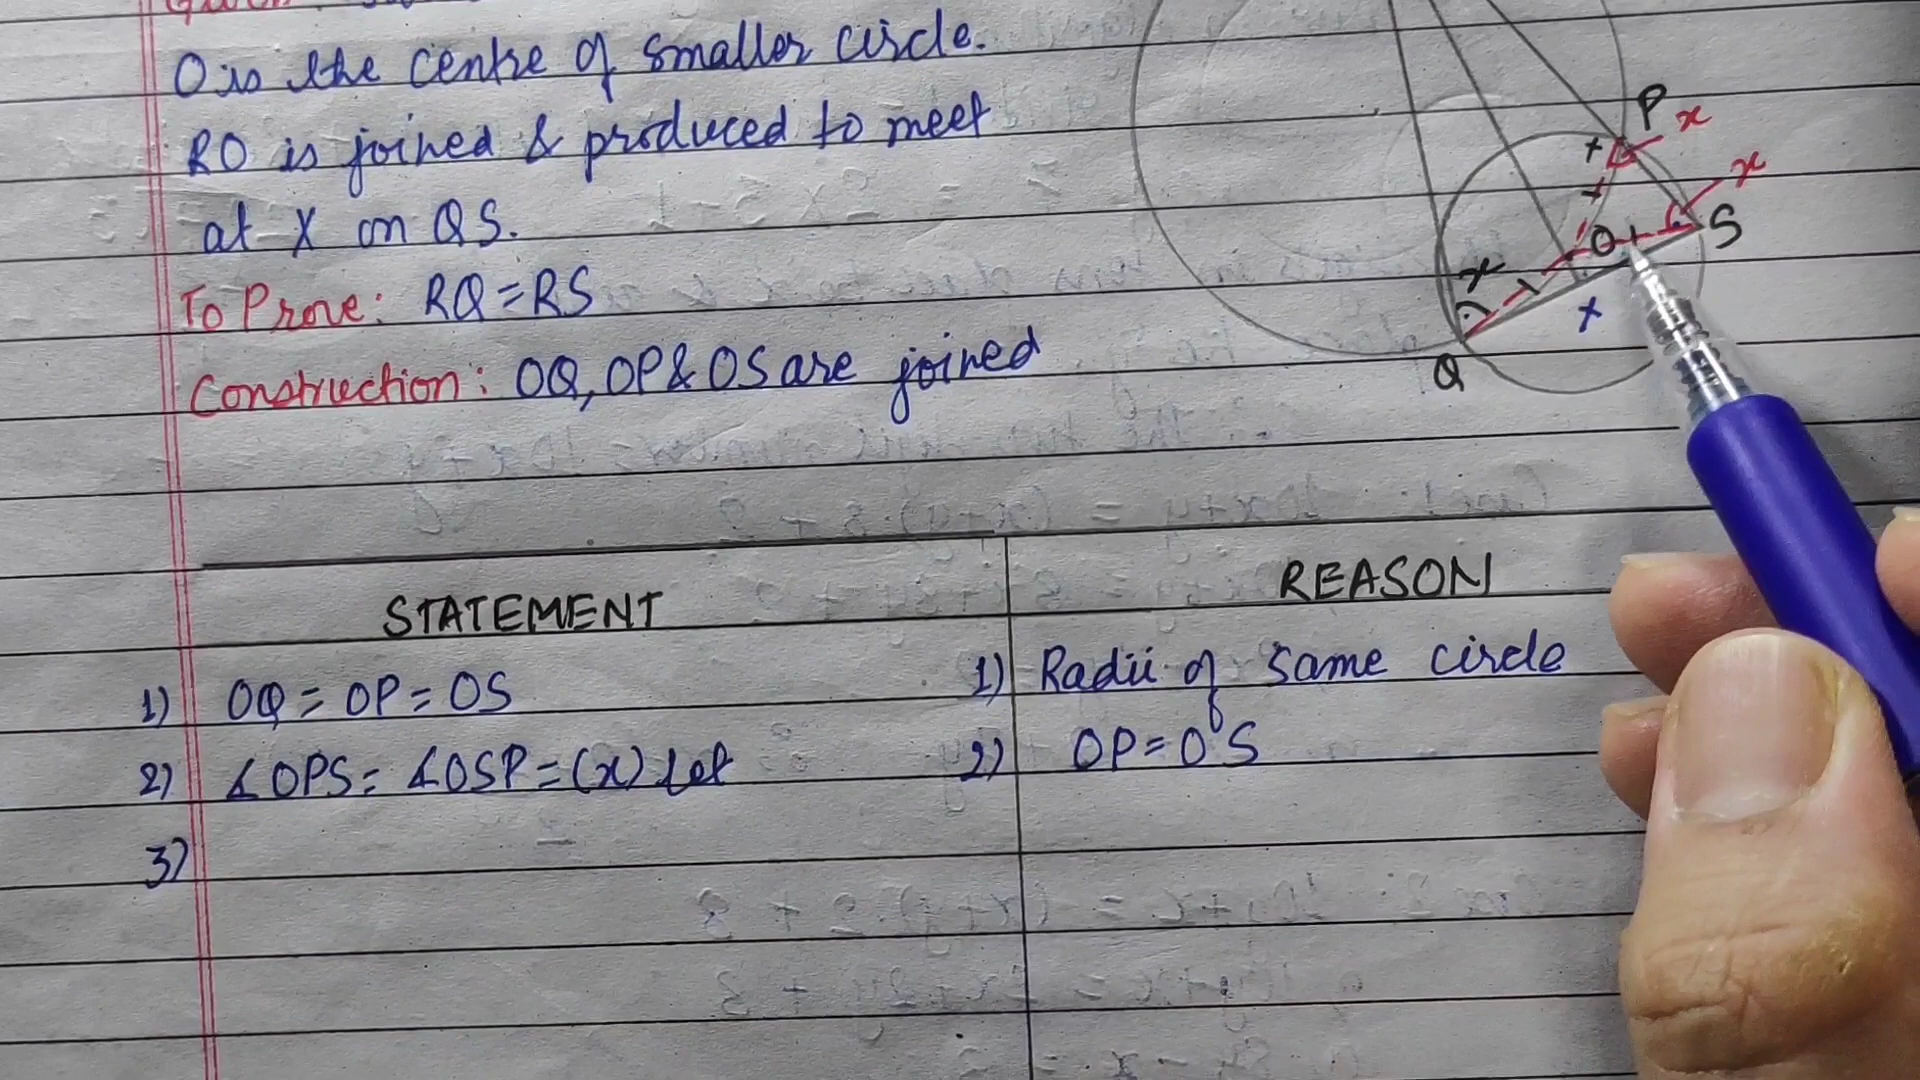 O is the centre of smaller circle.
RO is joined & produced to meet
at X on QS.
To Prove: RQ=RS
Construction: OQ, OP & OS are joined
P x
x
O S
x
X
Q
STATEMENT REASON
1) OQ = OP = OS 1) Radii of same circle
2) ∡OPS = ∡OSP = (x) Let 2) OP = OS
3)